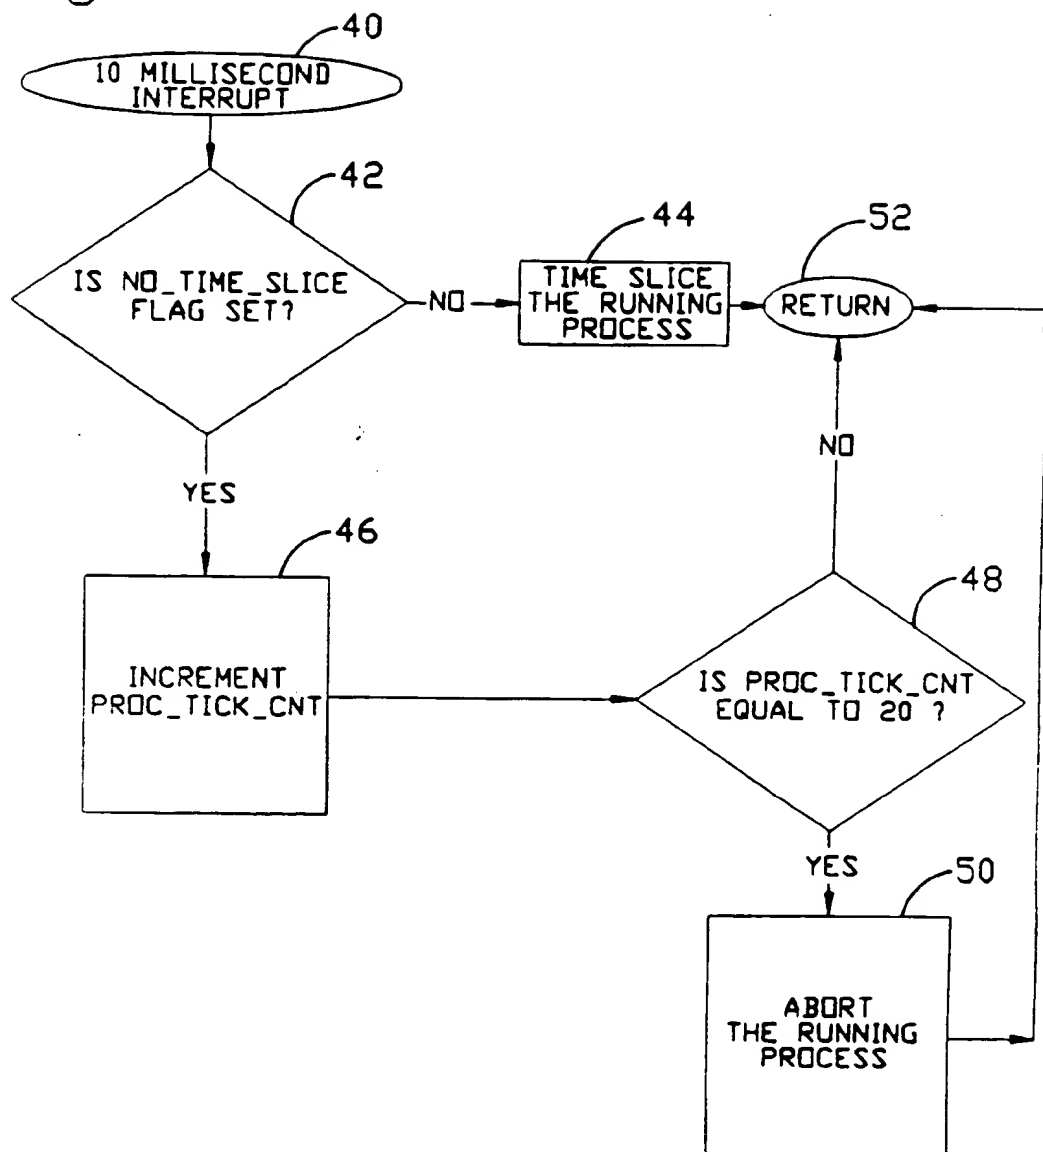 40
10 MILLISECOND
INTERRUPT
42
IS NO_TIME_SLICE
FLAG SET?
NO
44
TIME SLICE
THE RUNNING
PROCESS
52
RETURN
NO
YES
46
INCREMENT
PROC_TICK_CNT
48
IS PROC_TICK_CNT
EQUAL TO 20 ?
YES
50
ABORT
THE RUNNING
PROCESS